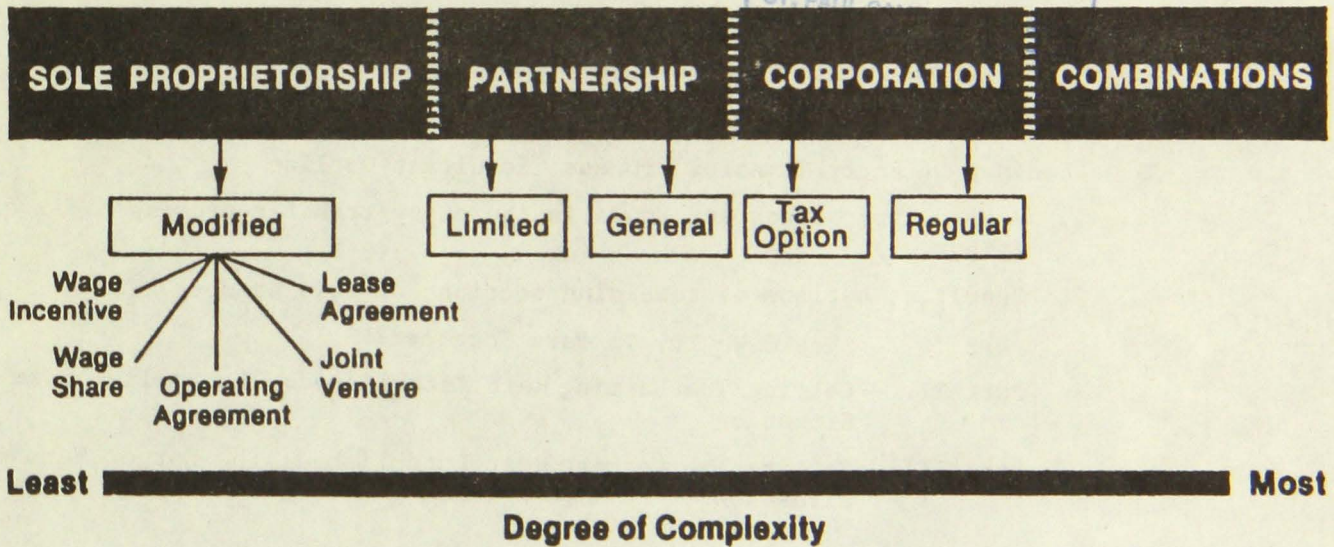 SOLE PROPRIETORSHIP PARTNERSHIP CORPORATION COMBINATIONS
Modified Limited General Tax Option Regular
Wage Incentive
Lease Agreement
Wage Share
Operating Agreement
Joint Venture
Least Most
Degree of Complexity